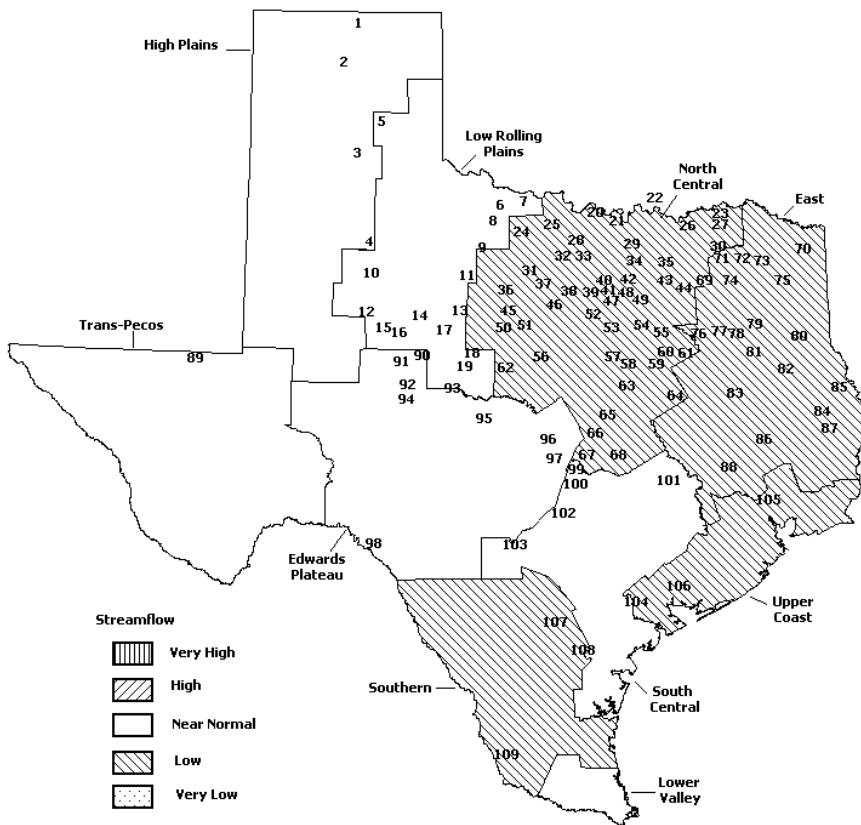 1
High Plains
2
5
3
Low Rolling
Plains
North
Central
22
East
6 7
8
20
21
23
26 27
24 25
28 29
30
4
9
32 33 34 35
71 72 73
70
10
11
31
36 37 38 39 40 41 42 43 44 69 74 75
12 13 14
45 46 47 48 49
15 16 17
50 51 52 53 54 55
76 77 78 79 80
Trans-Pecos
89
91 90 18
19
56 57 58 59 60 61
81
62
82
92 93
94
63 64
83
85
95
65
84
96
66
86
87
97
67 68
99
100
88
101
102
105
98
103
Edwards
Plateau
104 106
Upper
Coast
Streamflow
107
108
Very High
High
Southern
South
Central
Near Normal
Low
109
Lower
Valley
Very Low